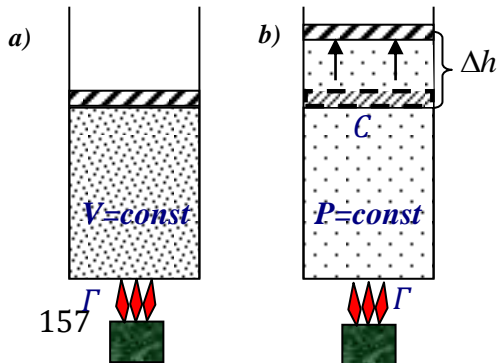 a)
b)
Δh
C
V=const
P=const
Г
Г
157